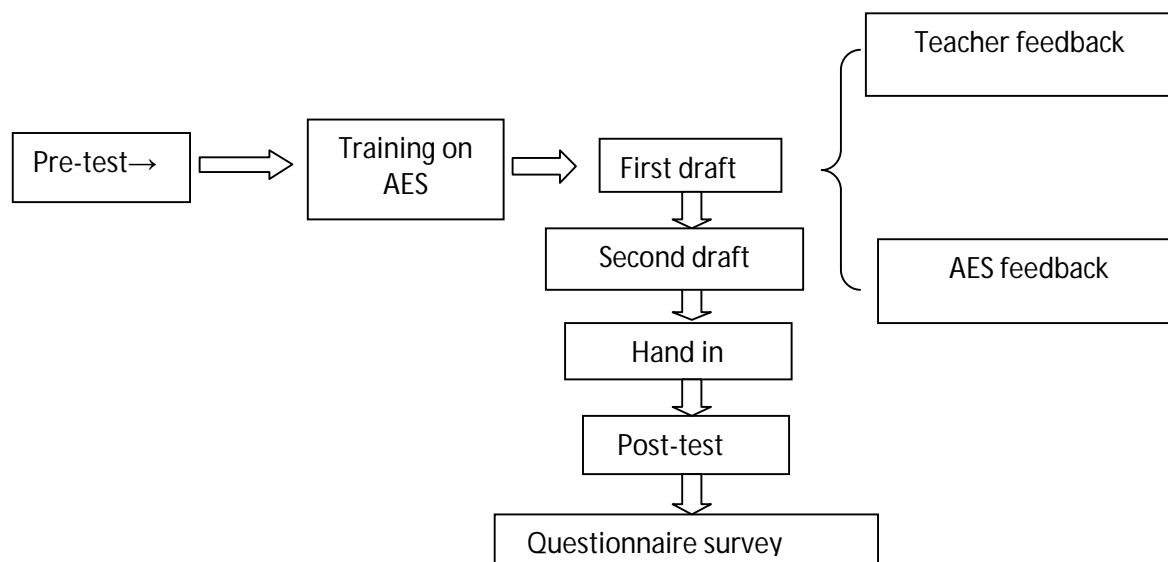 Teacher feedback
Pre-test→
Training on
AES
First draft
Second draft
AES feedback
Hand in
Post-test
Questionnaire survey